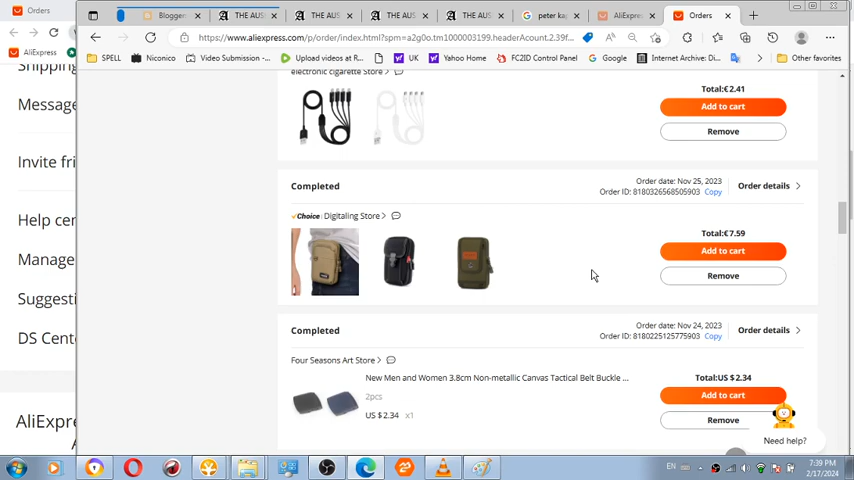 Orders
Blogger:
THE AUS
THE AUS
THE AUS
THE AUS
peter ka
AliExpres
Orders
https://www.aliexpress.com/p/order/index.html?spm=a2g0o.tm1000003199.headerAcount.2.39f...
AliExpress
SPELL
Niconico
Video Submission -...
Upload videos at R...
UK
Yahoo Home
FC2ID Control Panel
Google
Internet Archive: Di...
Other favorites
Shipping
Message
Invite fri
Help cen
Manage
Suggesti
DS Cent
AliExpre
electronic cigarette Store >
Total:€2.41
Add to cart
Remove
Completed
Order date: Nov 25, 2023
Order ID: 8180326568505903 Copy
Order details >
Choice Digitaling Store >
Total:€7.59
Add to cart
Remove
Completed
Order date: Nov 24, 2023
Order ID: 8180225125775903 Copy
Order details >
Four Seasons Art Store >
New Men and Women 3.8cm Non-metallic Canvas Tactical Belt Buckle ...
2pcs
US $2.34 x1
Total:US $2.34
Add to cart
Remove
Need help?
EN
7:39 PM
2/17/2024